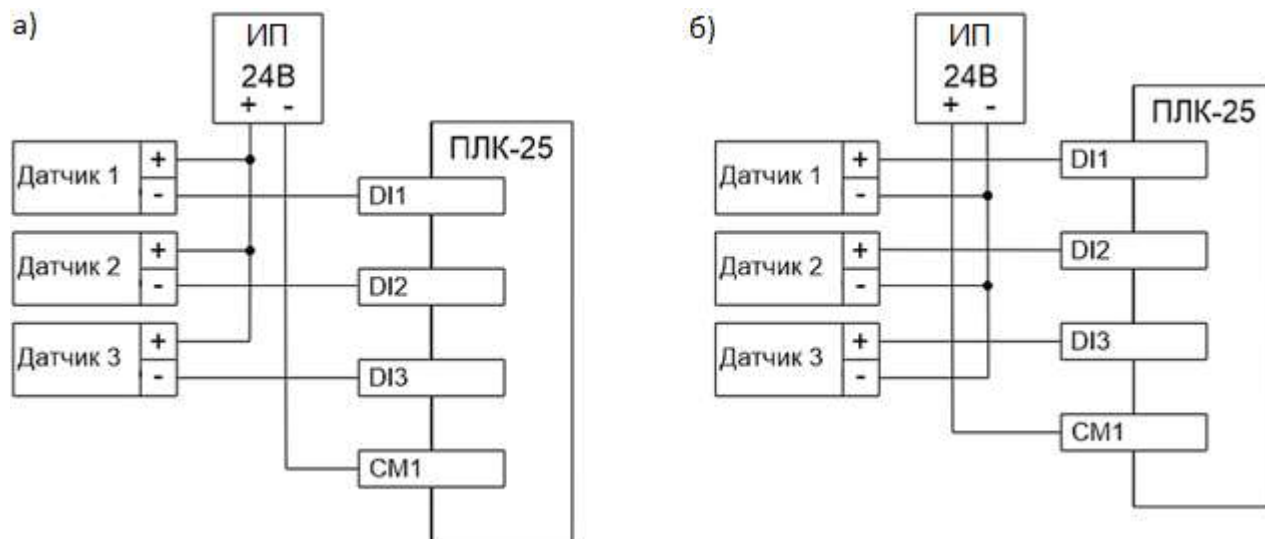 а)
ИП
24В
+ -
ПЛК-25
Датчик 1
+
-
DI1
Датчик 2
+
-
DI2
Датчик 3
+
-
DI3
CM1
б)
ИП
24В
+ -
ПЛК-25
Датчик 1
+
-
DI1
Датчик 2
+
-
DI2
Датчик 3
+
-
DI3
CM1